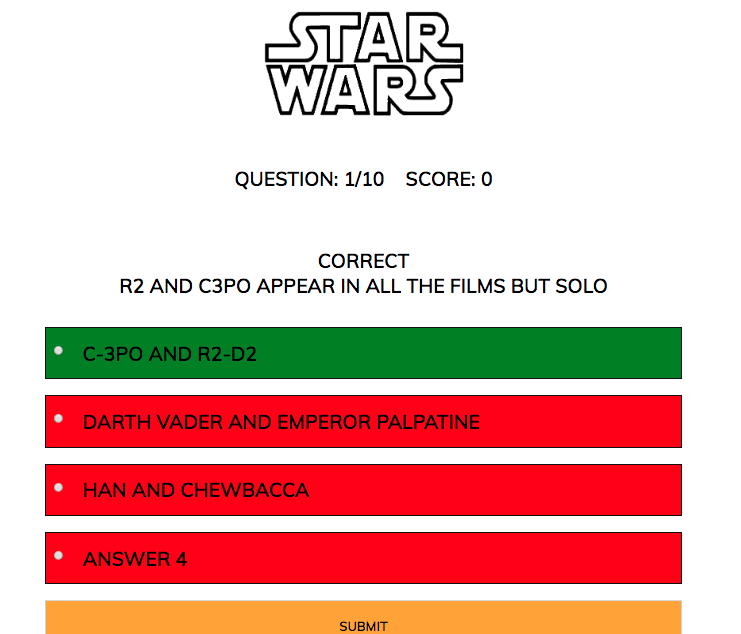 STAR
WARS
QUESTION: 1/10 SCORE: 0
CORRECT
R2 AND C3PO APPEAR IN ALL THE FILMS BUT SOLO
C-3PO AND R2-D2
DARTH VADER AND EMPEROR PALPATINE
HAN AND CHEWBACCA
ANSWER 4
SUBMIT